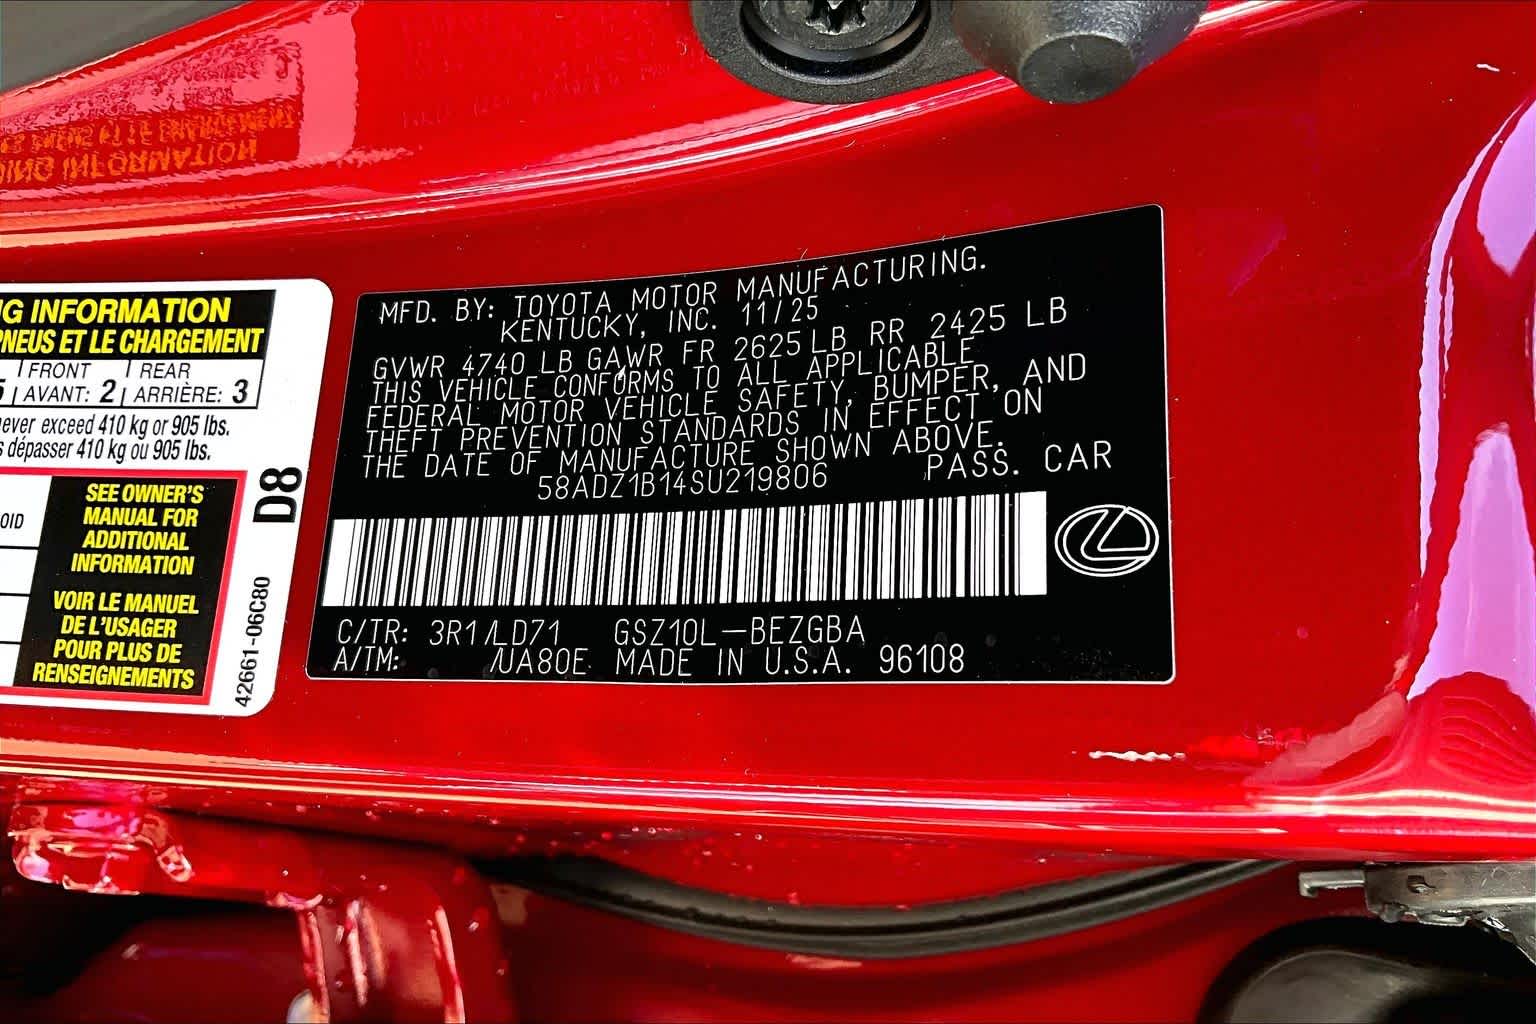 G INFORMATION
PNEUS ET LE CHARGEMENT
FRONT REAR
5 AVANT: 2 ARRIÈRE: 3
ever exceed 410 kg or 905 lbs.
s dépasser 410 kg ou 905 lbs.
OID
SEE OWNER'S
MANUAL FOR
ADDITIONAL
INFORMATION
VOIR LE MANUEL
DE L'USAGER
POUR PLUS DE
RENSEIGNEMENTS
D8
42661-06C80
MFD. BY: TOYOTA MOTOR MANUFACTURING.
KENTUCKY, INC. 11/25
GVWR 4740 LB GAWR FR 2625 LB RR 2425 LB
THIS VEHICLE CONFORMS TO ALL APPLICABLE
FEDERAL MOTOR VEHICLE SAFETY, BUMPER, AND
THEFT PREVENTION STANDARDS IN EFFECT ON
THE DATE OF MANUFACTURE SHOWN ABOVE.
58ADZ1B14SU219806 PASS. CAR
C/TR: 3R1/LD71 GSZ10L-BEZGBA
A/TM: /UA80E MADE IN U.S.A. 96108